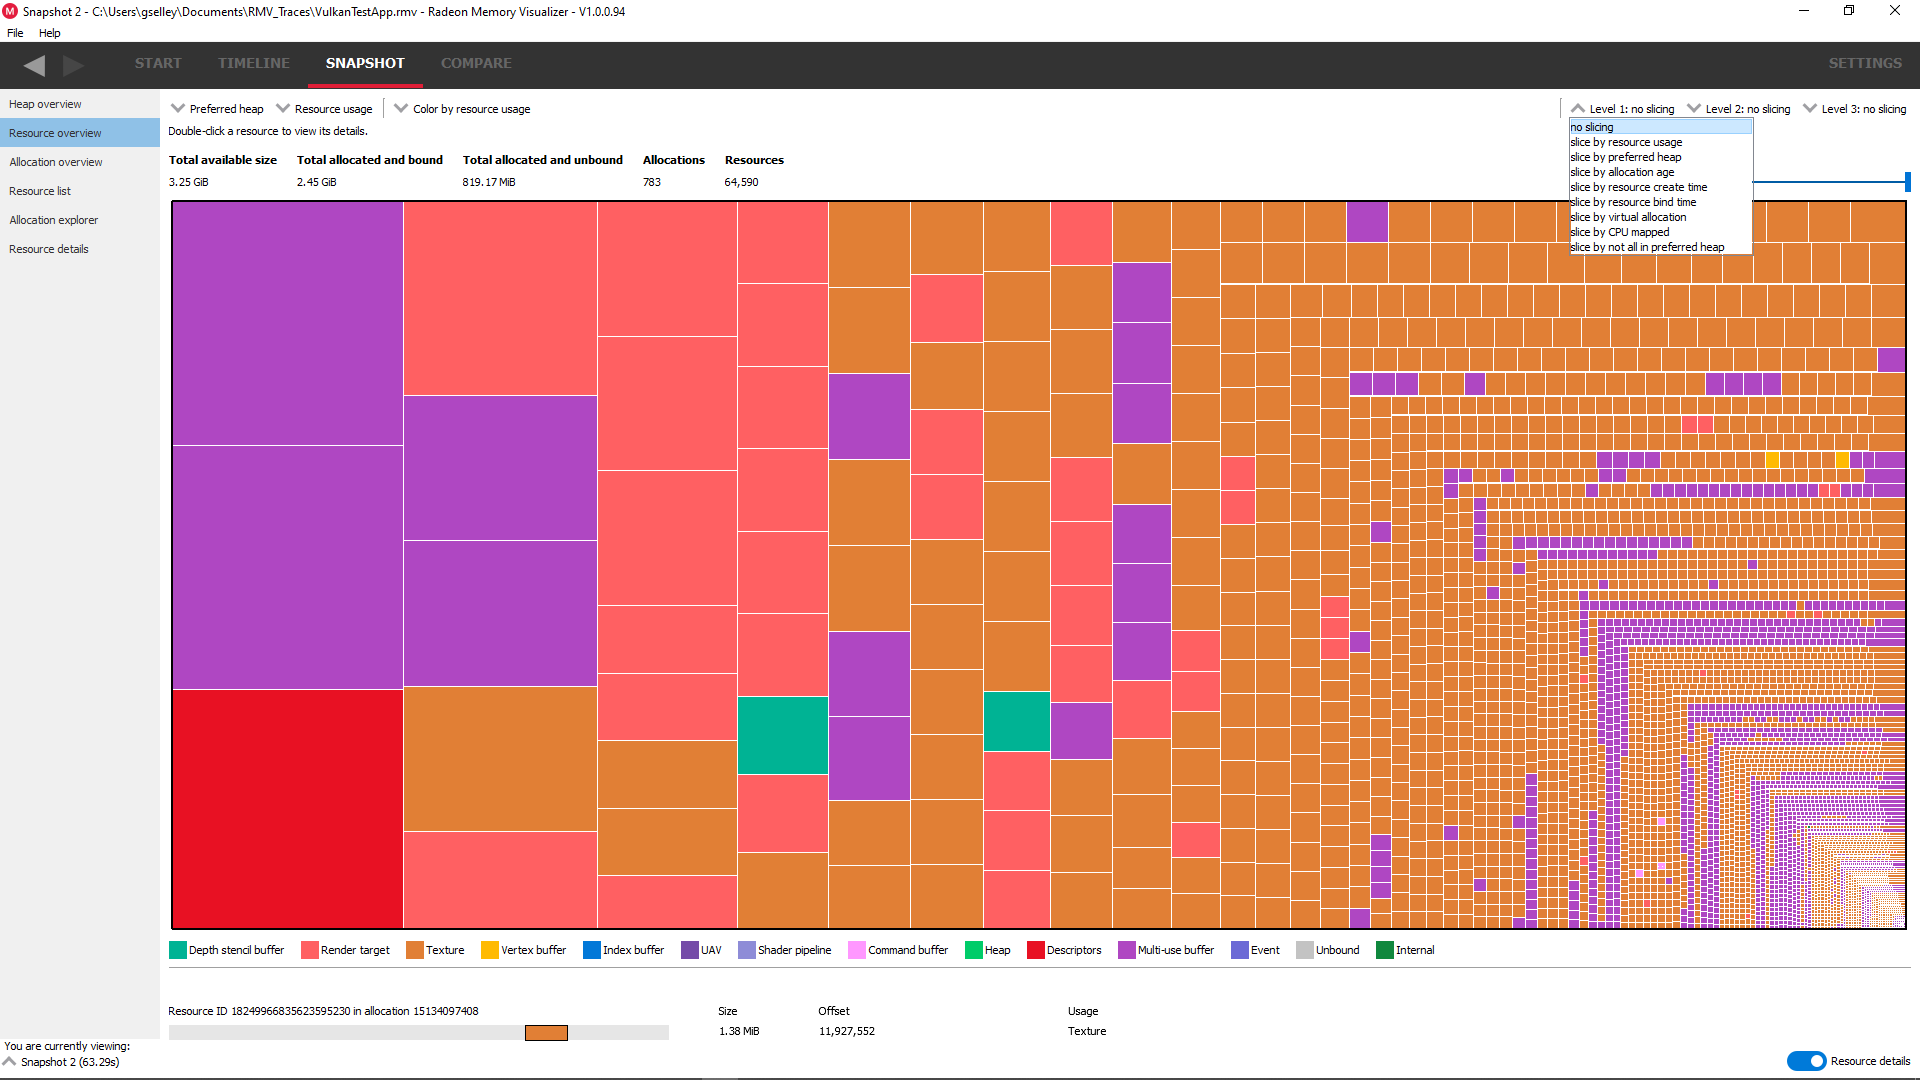 Snapshot 2 - C:\Users\gselley\Documents\RMV_Traces\VulkanTestApp.rmv - Radeon Memory Visualizer - V1.0.0.94
File Help
START TIMELINE SNAPSHOT COMPARE SETTINGS
Heap overview
Resource overview
Allocation overview
Resource list
Allocation explorer
Resource details
Preferred heap Resource usage Color by resource usage Level 1: no slicing Level 2: no slicing Level 3: no slicing
Double-click a resource to view its details.
no slicing
slice by resource usage
slice by preferred heap
slice by allocation age
slice by resource create time
slice by resource bind time
slice by virtual allocation
slice by CPU mapped
slice by not all in preferred heap
Total available size Total allocated and bound Total allocated and unbound Allocations Resources
3.25 GiB 2.45 GiB 819.17 MiB 783 64,590
Depth stencil buffer Render target Texture Vertex buffer Index buffer UAV Shader pipeline Command buffer Heap Descriptors Multi-use buffer Event Unbound Internal
Resource ID 18249966835623595230 in allocation 15134097408 Size Offset Usage
1.38 MiB 11,927,552 Texture
You are currently viewing:
Snapshot 2 (63.29s) Resource details